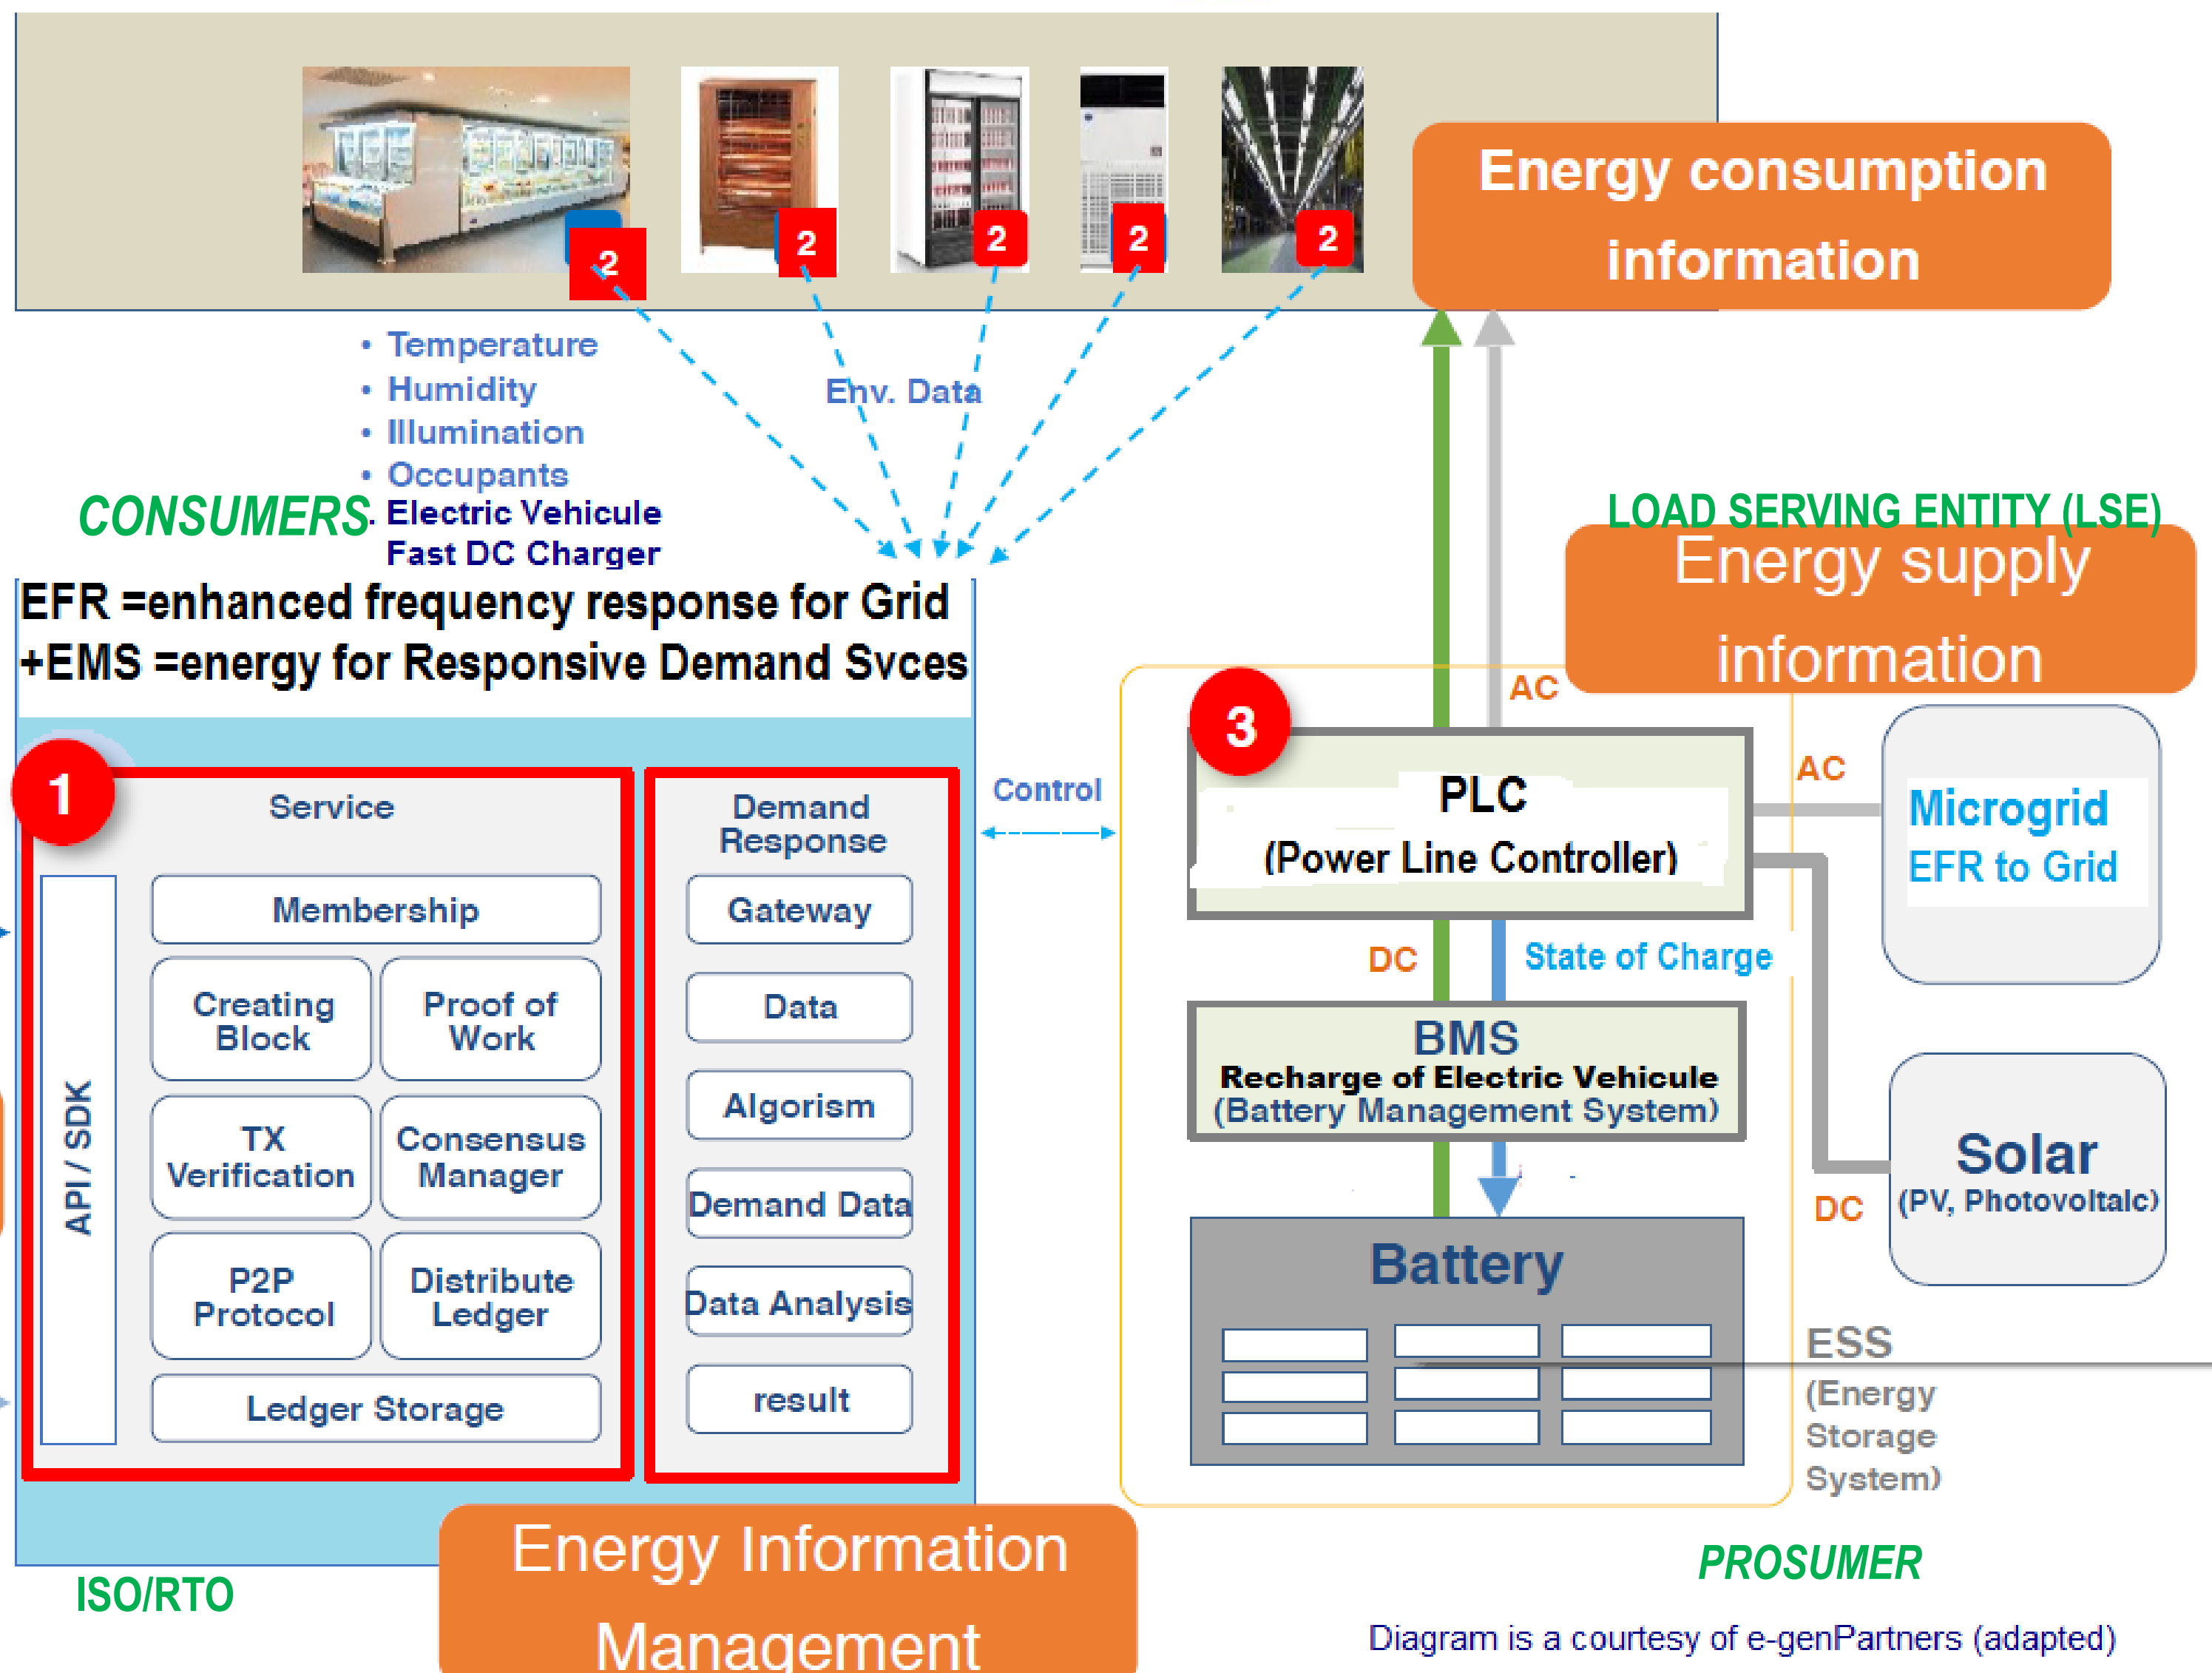 2
2
2
2
2
Energy consumption
information
• Temperature
• Humidity
• Illumination
• Occupants
. Electric Vehicule
Fast DC Charger
Env. Data
CONSUMERS
LOAD SERVING ENTITY (LSE)
Energy supply
information
EFR =enhanced frequency response for Grid
+EMS =energy for Responsive Demand Svces
1
Service
API / SDK
Membership
Creating
Block
Proof of
Work
TX
Verification
Consensus
Manager
P2P
Protocol
Distribute
Ledger
Ledger Storage
Demand
Response
Gateway
Data
Algorism
Demand Data
Data Analysis
result
Control
3
AC
PLC
(Power Line Controller)
AC
Microgrid
EFR to Grid
DC
State of Charge
BMS
Recharge of Electric Vehicule
(Battery Management System)
Solar
(PV, Photovoltaic)
DC
Battery
ESS
(Energy
Storage
System)
Energy Information
Management
ISO/RTO
PROSUMER
Diagram is a courtesy of e-genPartners (adapted)